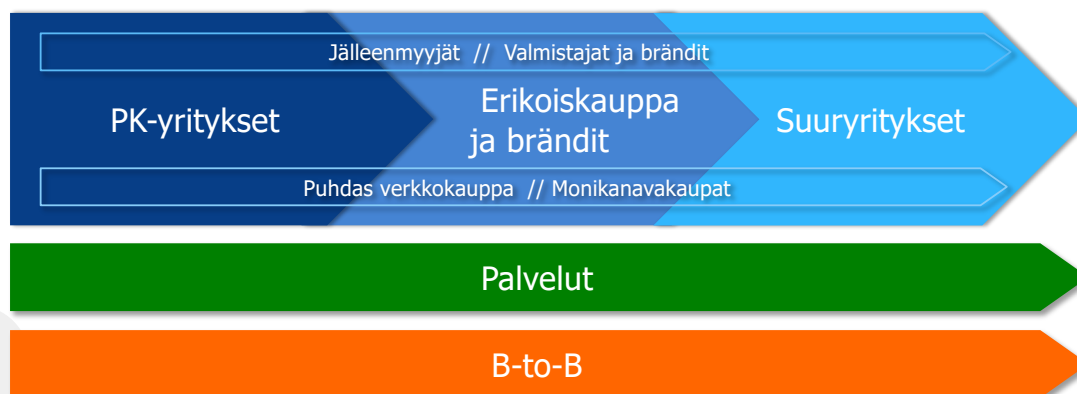 Jälleenmyyjät // Valmistajat ja brändit
PK-yritykset
Erikoiskauppa
ja brändit
Suuryritykset
Puhdas verkkokauppa // Monikanavakaupat
Palvelut
B-to-B